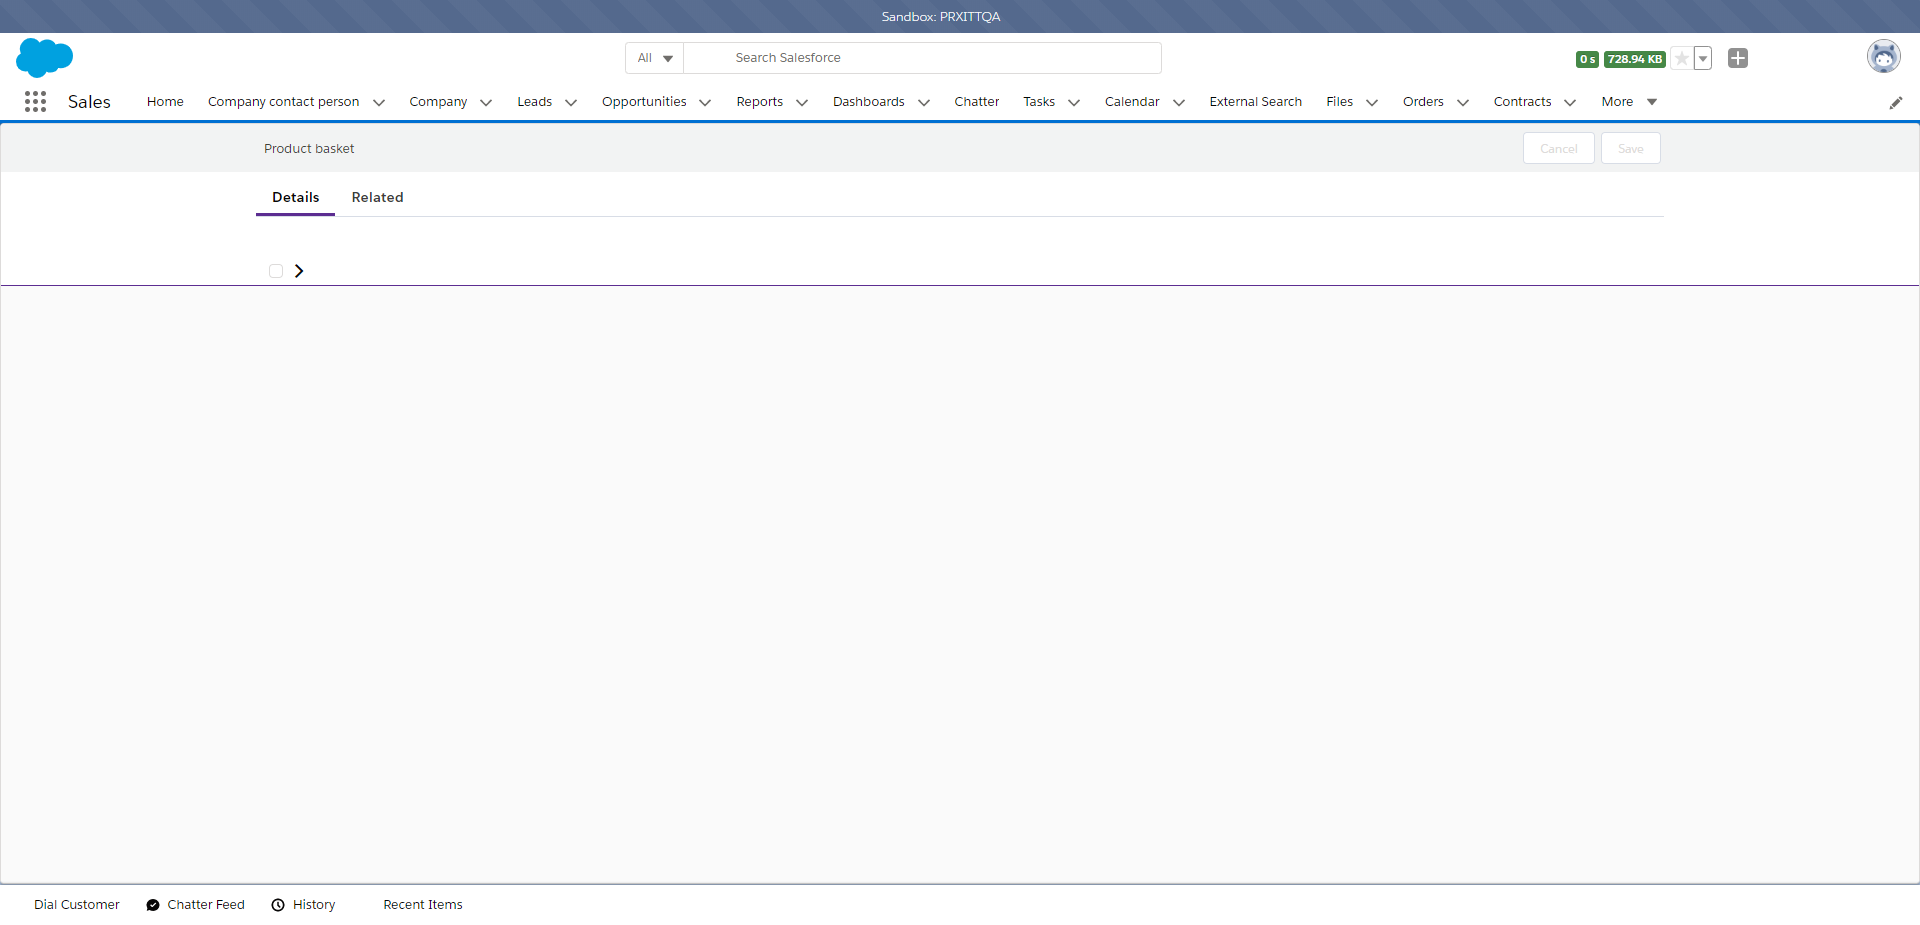 Sandbox: PRXITTQA
All Search Salesforce 0 s 728.94 KB
Sales Home Company contact person Company Leads Opportunities Reports Dashboards Chatter Tasks Calendar External Search Files Orders Contracts More
Product basket Cancel Save
Details Related
Dial Customer Chatter Feed History Recent Items